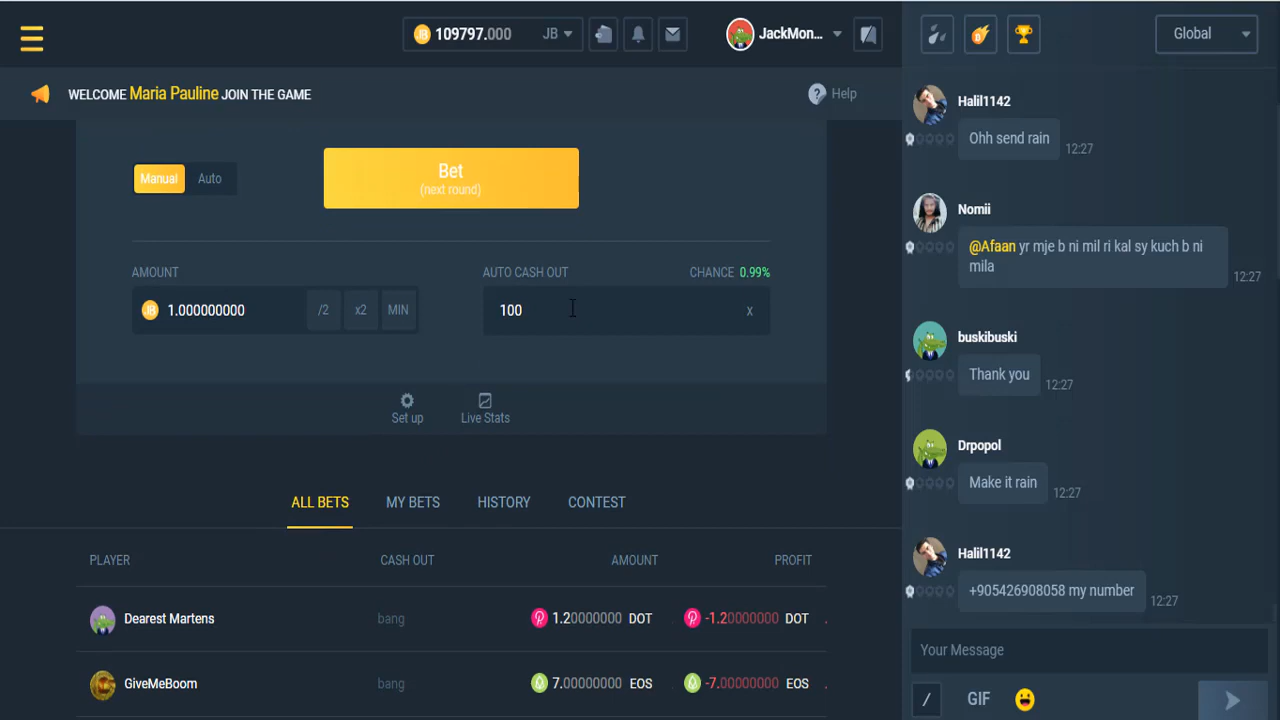 JB 109797.000 JB
JackMon...
Global
WELCOME Maria Pauline JOIN THE GAME
Help
Manual Auto
Bet
(next round)
AMOUNT
1.000000000 /2 x2 MIN
AUTO CASH OUT CHANCE 0.99%
100 x
Set up Live Stats
ALL BETS MY BETS HISTORY CONTEST
PLAYER CASH OUT AMOUNT PROFIT
Dearest Martens bang 1.20000000 DOT -1.20000000 DOT
GiveMeBoom bang 7.00000000 EOS -7.00000000 EOS
Halil1142
Ohh send rain 12:27
Nomii
@Afaan yr mje b ni mil ri kal sy kuch b ni
mila 12:27
buskibuski
Thank you 12:27
Drpopol
Make it rain 12:27
Halil1142
+905426908058 my number 12:27
Your Message
/ GIF